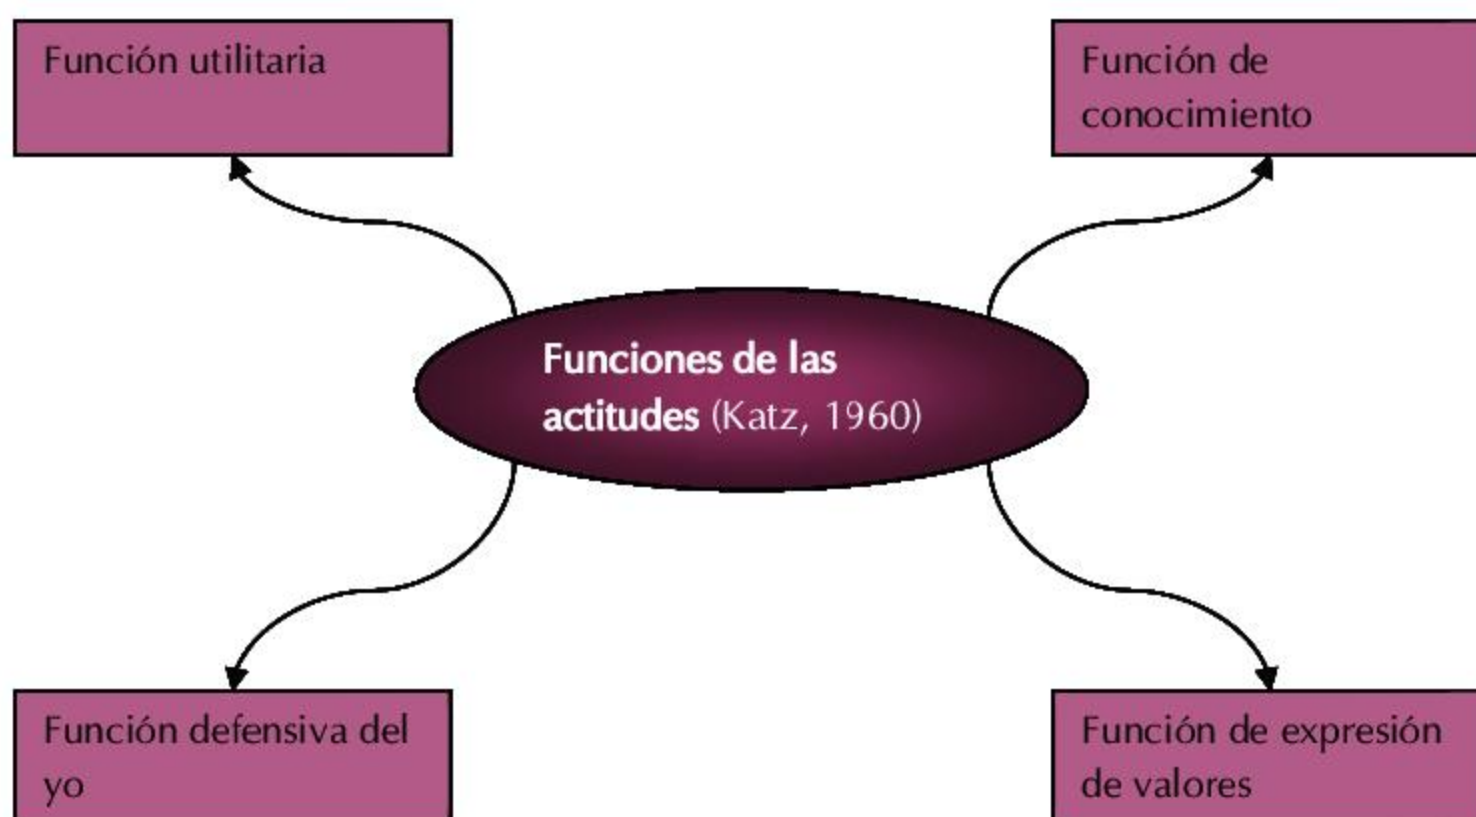 Función utilitaria
Función de
conocimiento
Funciones de las
actitudes (Katz, 1960)
Función defensiva del
yo
Función de expresión
de valores